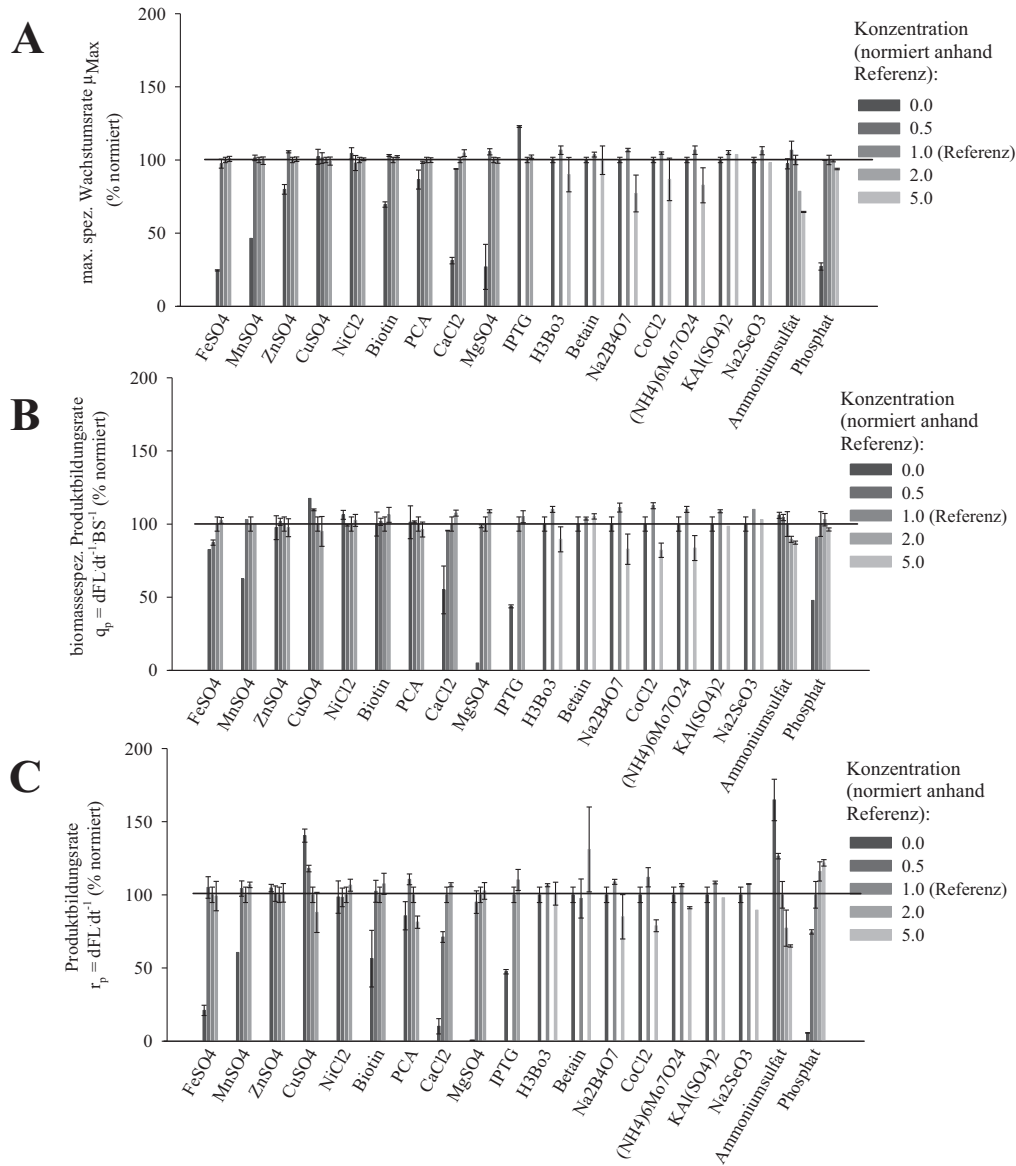 A
max. spez. Wachstumsrate μMax
(% normiert)
200
150
100
50
0
FeSO4
MnSO4
ZnSO4
CuSO4
NiCl2
Biotin
PCA
CaCl2
MgSO4
IPTG
H3Bo3
Betain
Na2B4O7
CoCl2
(NH4)6Mo7O24
KAl(SO4)2
Na2SeO3
Ammoniumsulfat
Phosphat
Konzentration
(normiert anhand
Referenz):
0.0
0.5
1.0 (Referenz)
2.0
5.0
B
biomassespez. Produktbildungsrate
qp = dFL·dt-1·BS-1 (% normiert)
200
150
100
50
0
FeSO4
MnSO4
ZnSO4
CuSO4
NiCl2
Biotin
PCA
CaCl2
MgSO4
IPTG
H3Bo3
Betain
Na2B4O7
CoCl2
(NH4)6Mo7O24
KAl(SO4)2
Na2SeO3
Ammoniumsulfat
Phosphat
Konzentration
(normiert anhand
Referenz):
0.0
0.5
1.0 (Referenz)
2.0
5.0
C
Produktbildungsrate
rp = dFL·dt-1 (% normiert)
200
150
100
50
0
FeSO4
MnSO4
ZnSO4
CuSO4
NiCl2
Biotin
PCA
CaCl2
MgSO4
IPTG
H3Bo3
Betain
Na2B4O7
CoCl2
(NH4)6Mo7O24
KAl(SO4)2
Na2SeO3
Ammoniumsulfat
Phosphat
Konzentration
(normiert anhand
Referenz):
0.0
0.5
1.0 (Referenz)
2.0
5.0